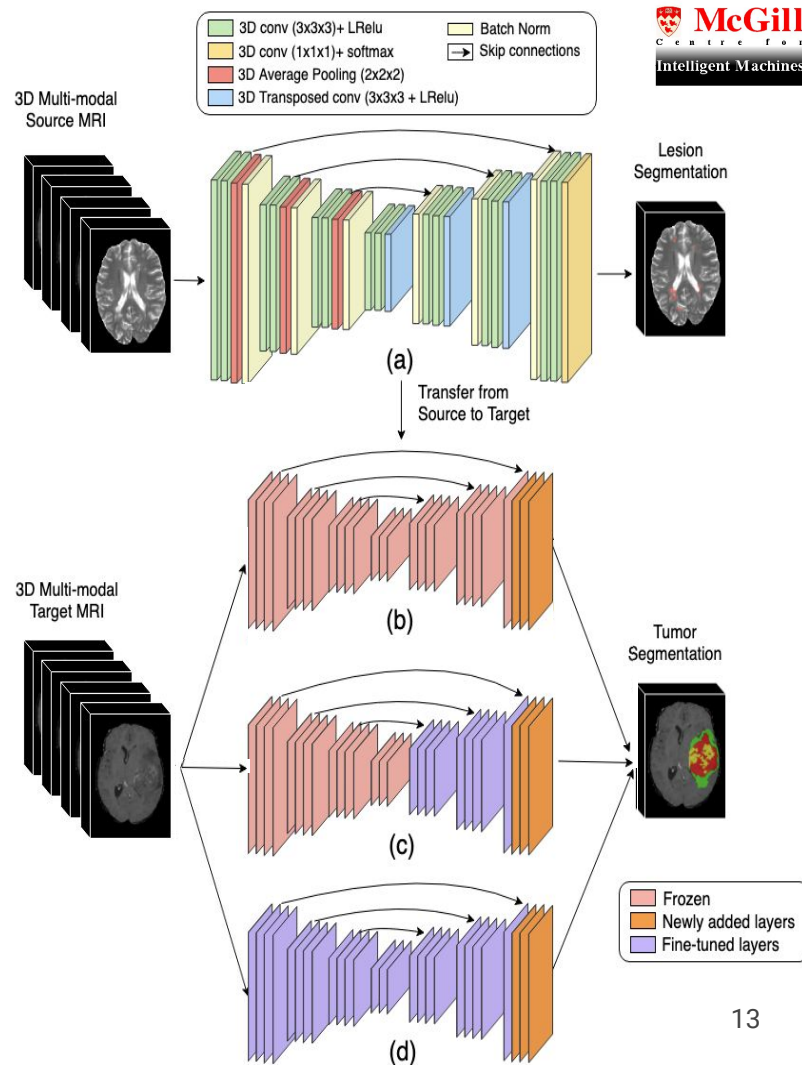 McGill
Centre for
Intelligent Machines
3D conv (3x3x3)+ LRelu
Batch Norm
3D conv (1x1x1)+ softmax
Skip connections
3D Average Pooling (2x2x2)
3D Transposed conv (3x3x3 + LRelu)
3D Multi-modal
Source MRI
Lesion
Segmentation
(a)
Transfer from
Source to Target
(b)
3D Multi-modal
Target MRI
Tumor
Segmentation
(c)
Frozen
Newly added layers
Fine-tuned layers
13
(d)